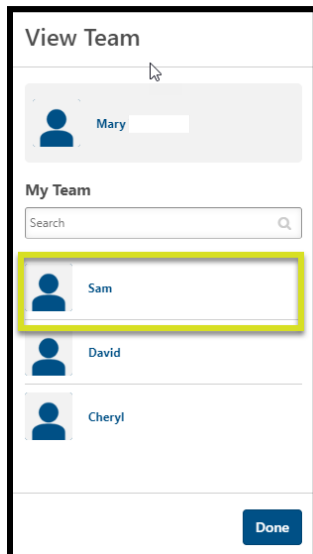 View Team
Mary
My Team
Search
Sam
David
Cheryl
Done